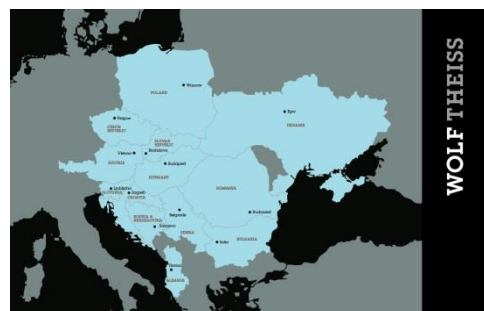 Warsaw
POLAND
Kyiv
UKRAINE
Prague
CZECH
REPUBLIC
SLOVAK
REPUBLIC
Vienna
Bratislava
AUSTRIA
Budapest
HUNGARY
Ljubljana
SLOVENIA
Zagreb
CROATIA
ROMANIA
Bucharest
BOSNIA &
HERZEGOVINA
Belgrade
Sarajevo
SERBIA
Sofia
BULGARIA
Tirana
ALBANIA
WOLF THEISS